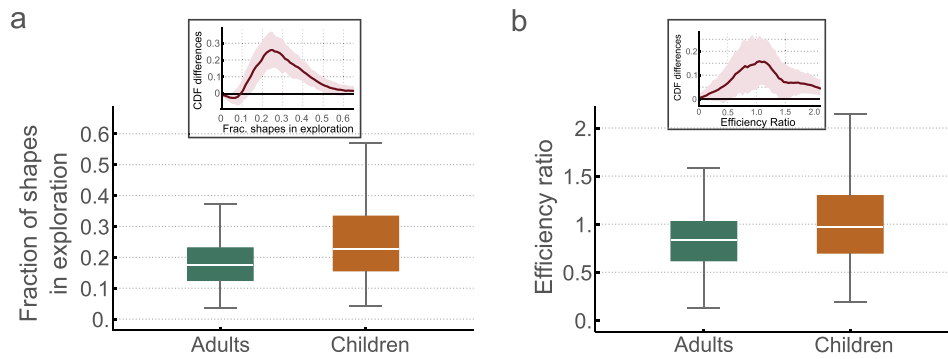 a
CDF differences
0.3
0.2
0.1
0
0 0.1 0.2 0.3 0.4 0.5 0.6
Frac. shapes in exploration
Fraction of shapes
in exploration
0.6
0.5
0.4
0.3
0.2
0.1
0.
Adults Children
b
CDF differences
0.2
0.1
0
0 0.5 1.0 1.5 2.0
Efficiency Ratio
Efficiency ratio
2.
1.5
1.
0.5
0.
Adults Children